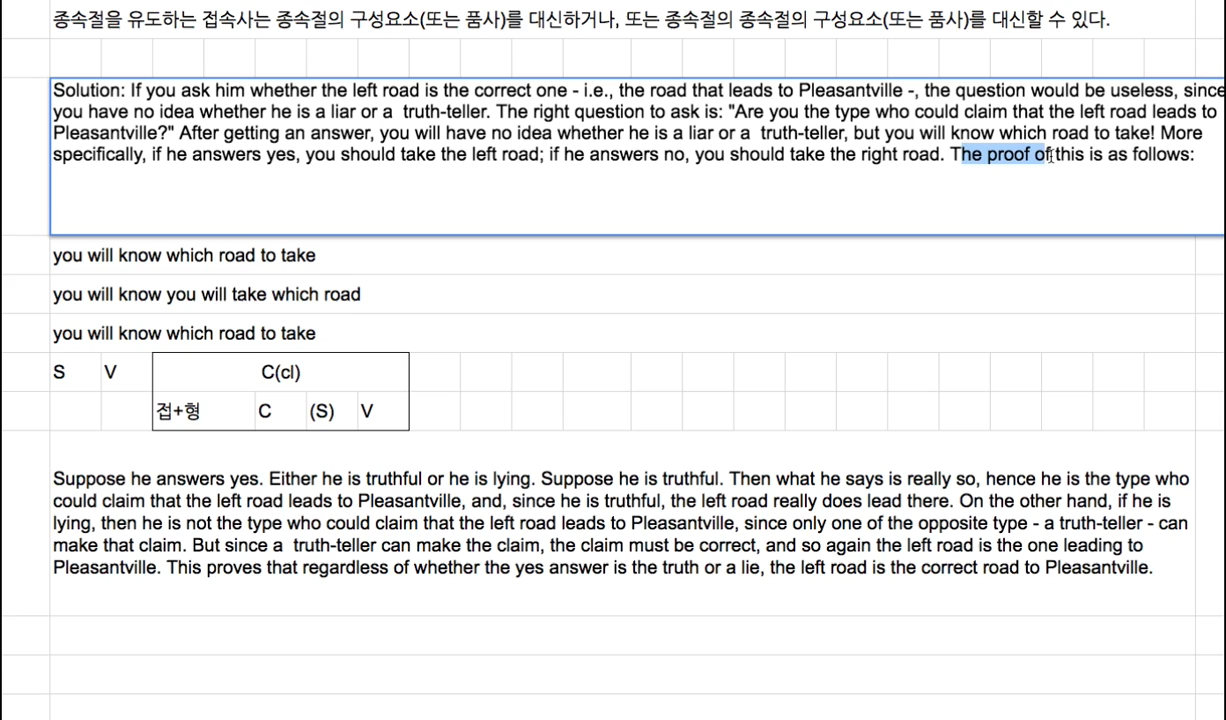 종속절을 유도하는 접속사는 종속절의 구성요소(또는 품사)를 대신하거나, 또는 종속절의 종속절의 구성요소(또는 품사)를 대신할 수 있다.
Solution: If you ask him whether the left road is the correct one - i.e., the road that leads to Pleasantville -, the question would be useless, since
you have no idea whether he is a liar or a  truth-teller. The right question to ask is: "Are you the type who could claim that the left road leads to
Pleasantville?" After getting an answer, you will have no idea whether he is a liar or a  truth-teller, but you will know which road to take! More
specifically, if he answers yes, you should take the left road; if he answers no, you should take the right road. The proof of this is as follows:
you will know which road to take
you will know you will take which road
you will know which road to take
S V C(cl)
접+형 C (S) V
Suppose he answers yes. Either he is truthful or he is lying. Suppose he is truthful. Then what he says is really so, hence he is the type who
could claim that the left road leads to Pleasantville, and, since he is truthful, the left road really does lead there. On the other hand, if he is
lying, then he is not the type who could claim that the left road leads to Pleasantville, since only one of the opposite type - a truth-teller - can
make that claim. But since a  truth-teller can make the claim, the claim must be correct, and so again the left road is the one leading to
Pleasantville. This proves that regardless of whether the yes answer is the truth or a lie, the left road is the correct road to Pleasantville.